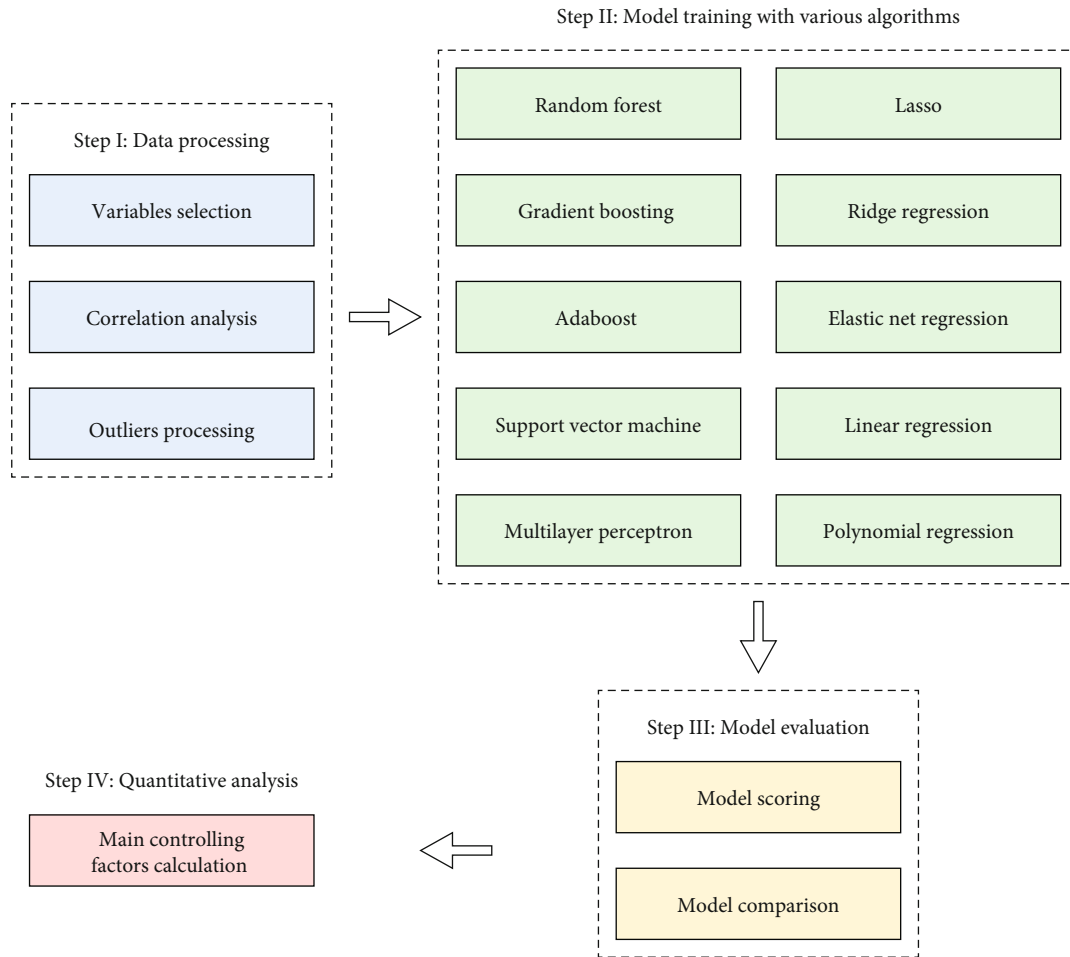 Step I: Data processing
Variables selection
Correlation analysis
Outliers processing
Step II: Model training with various algorithms
Random forest
Lasso
Gradient boosting
Ridge regression
Adaboost
Elastic net regression
Support vector machine
Linear regression
Multilayer perceptron
Polynomial regression
Step III: Model evaluation
Model scoring
Model comparison
Step IV: Quantitative analysis
Main controlling
factors calculation